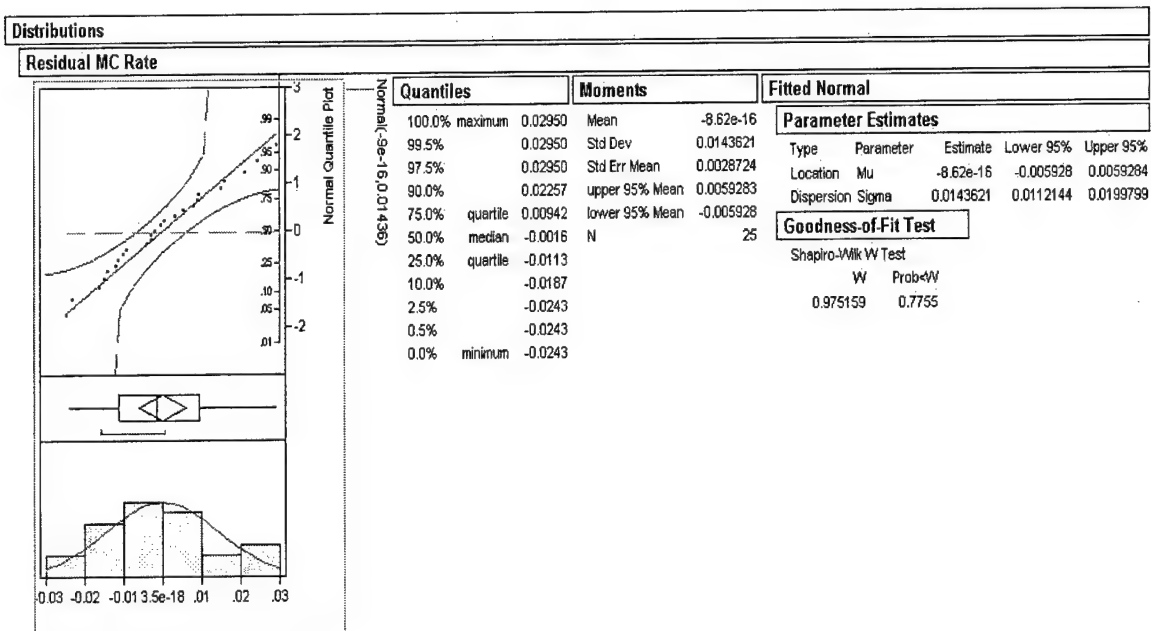 Distributions
Residual MC Rate
3
2
1
0
-1
-2
.99
.95
.90
.75
.50
.25
.10
.05
.01
Normal Quantile Plot
Normal(-9e-16,0.01436)
-0.03 -0.02 -0.01 3.5e-18 .01 .02 .03
Quantiles
100.0% maximum 0.02950
99.5% 0.02950
97.5% 0.02950
90.0% 0.02257
75.0% quartile 0.00942
50.0% median -0.0016
25.0% quartile -0.0113
10.0% -0.0187
2.5% -0.0243
0.5% -0.0243
0.0% minimum -0.0243
Moments
Mean -8.62e-16
Std Dev 0.0143621
Std Err Mean 0.0028724
upper 95% Mean 0.0059283
lower 95% Mean -0.005928
N 25
Fitted Normal
Parameter Estimates
Type Parameter Estimate Lower 95% Upper 95%
Location Mu -8.62e-16 -0.005928 0.0059284
Dispersion Sigma 0.0143621 0.0112144 0.0199799
Goodness-of-Fit Test
Shapiro-Wilk W Test
W Prob<W
0.975159 0.7755